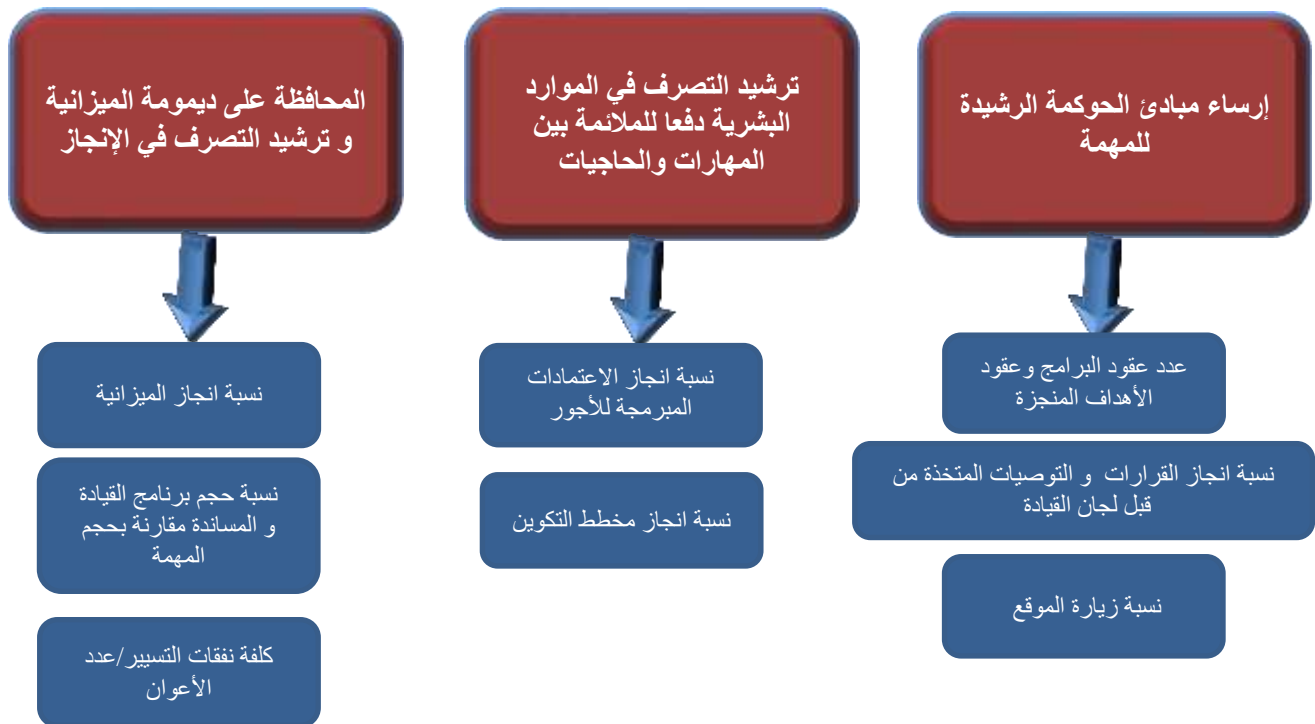 إرساء مبادئ الحوكمة الرشيدة
للمهمة
عدد عقود البرامج وعقود
الأهداف المنجزة
نسبة انجاز القرارات و التوصيات المتخذة من
قبل لجان القيادة
نسبة زيارة الموقع
ترشيد التصرف في الموارد
البشرية دفعا للملائمة بين
المهارات والحاجيات
نسبة انجاز الاعتمادات
المبرمجة للأجور
نسبة انجاز مخطط التكوين
المحافظة على ديمومة الميزانية
و ترشيد التصرف في الإنجاز
نسبة انجاز الميزانية
نسبة حجم برنامج القيادة
و المساندة مقارنة بحجم
المهمة
كلفة نفقات التسيير/عدد
الأعوان